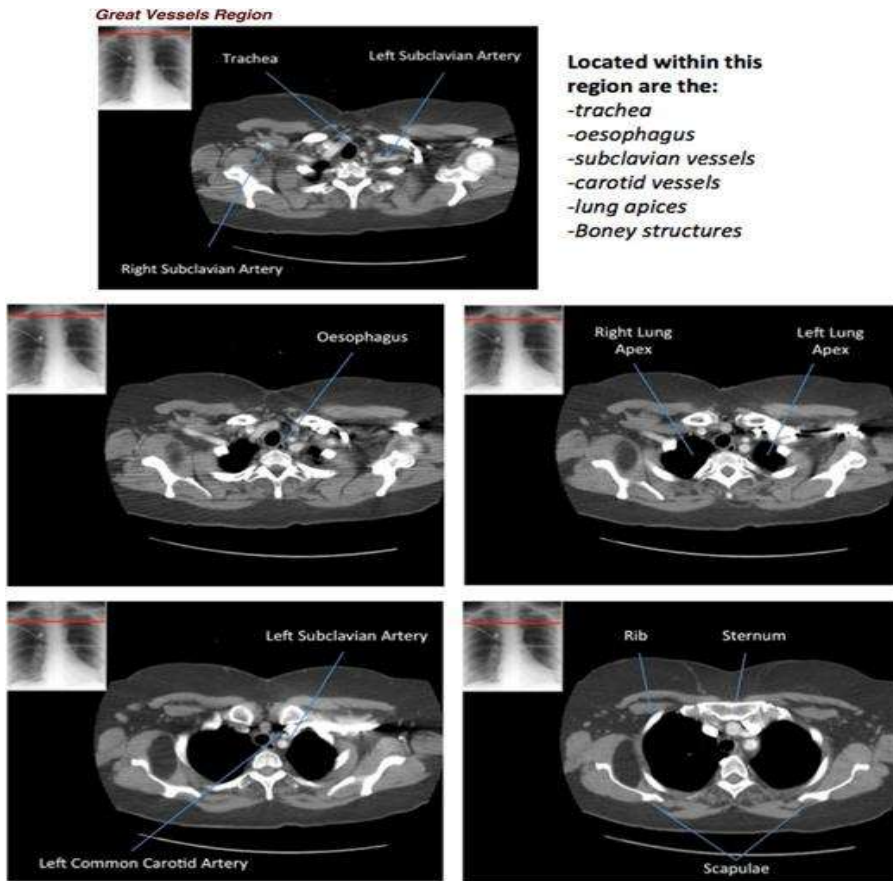 Great Vessels Region
Trachea
Left Subclavian Artery
Right Subclavian Artery
Located within this
region are the:
-trachea
-oesophagus
-subclavian vessels
-carotid vessels
-lung apices
-Boney structures
Oesophagus
Right Lung
Apex
Left Lung
Apex
Left Subclavian Artery
Left Common Carotid Artery
Rib
Sternum
Scapulae